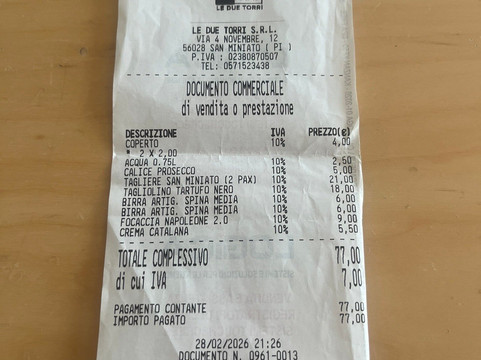 LE DUE TORRI
LE DUE TORRI S.R.L.
VIA 4 NOVEMBRE, 12
56028 SAN MINIATO ( PI )
P.IVA : 02380870507
TEL: 0571523438
DOCUMENTO COMMERCIALE
di vendita o prestazione
DESCRIZIONE IVA PREZZO(€)
COPERTO 10% 4,00
* 2 X 2,00
ACQUA 0.75L 10% 2,50
CALICE PROSECCO 10% 5,00
TAGLIERE SAN MINIATO (2 PAX) 10% 21,00
TAGLIOLINO TARTUFO NERO 10% 18,00
BIRRA ARTIG. SPINA MEDIA 10% 6,00
BIRRA ARTIG. SPINA MEDIA 10% 6,00
FOCACCIA NAPOLEONE 2.0 10% 9,00
CREMA CATALANA 10% 5,50
TOTALE COMPLESSIVO 77,00
di cui IVA 7,00
PAGAMENTO CONTANTE 77,00
IMPORTO PAGATO 77,00
28/02/2026 21:26
DOCUMENTO N. 0961-0013